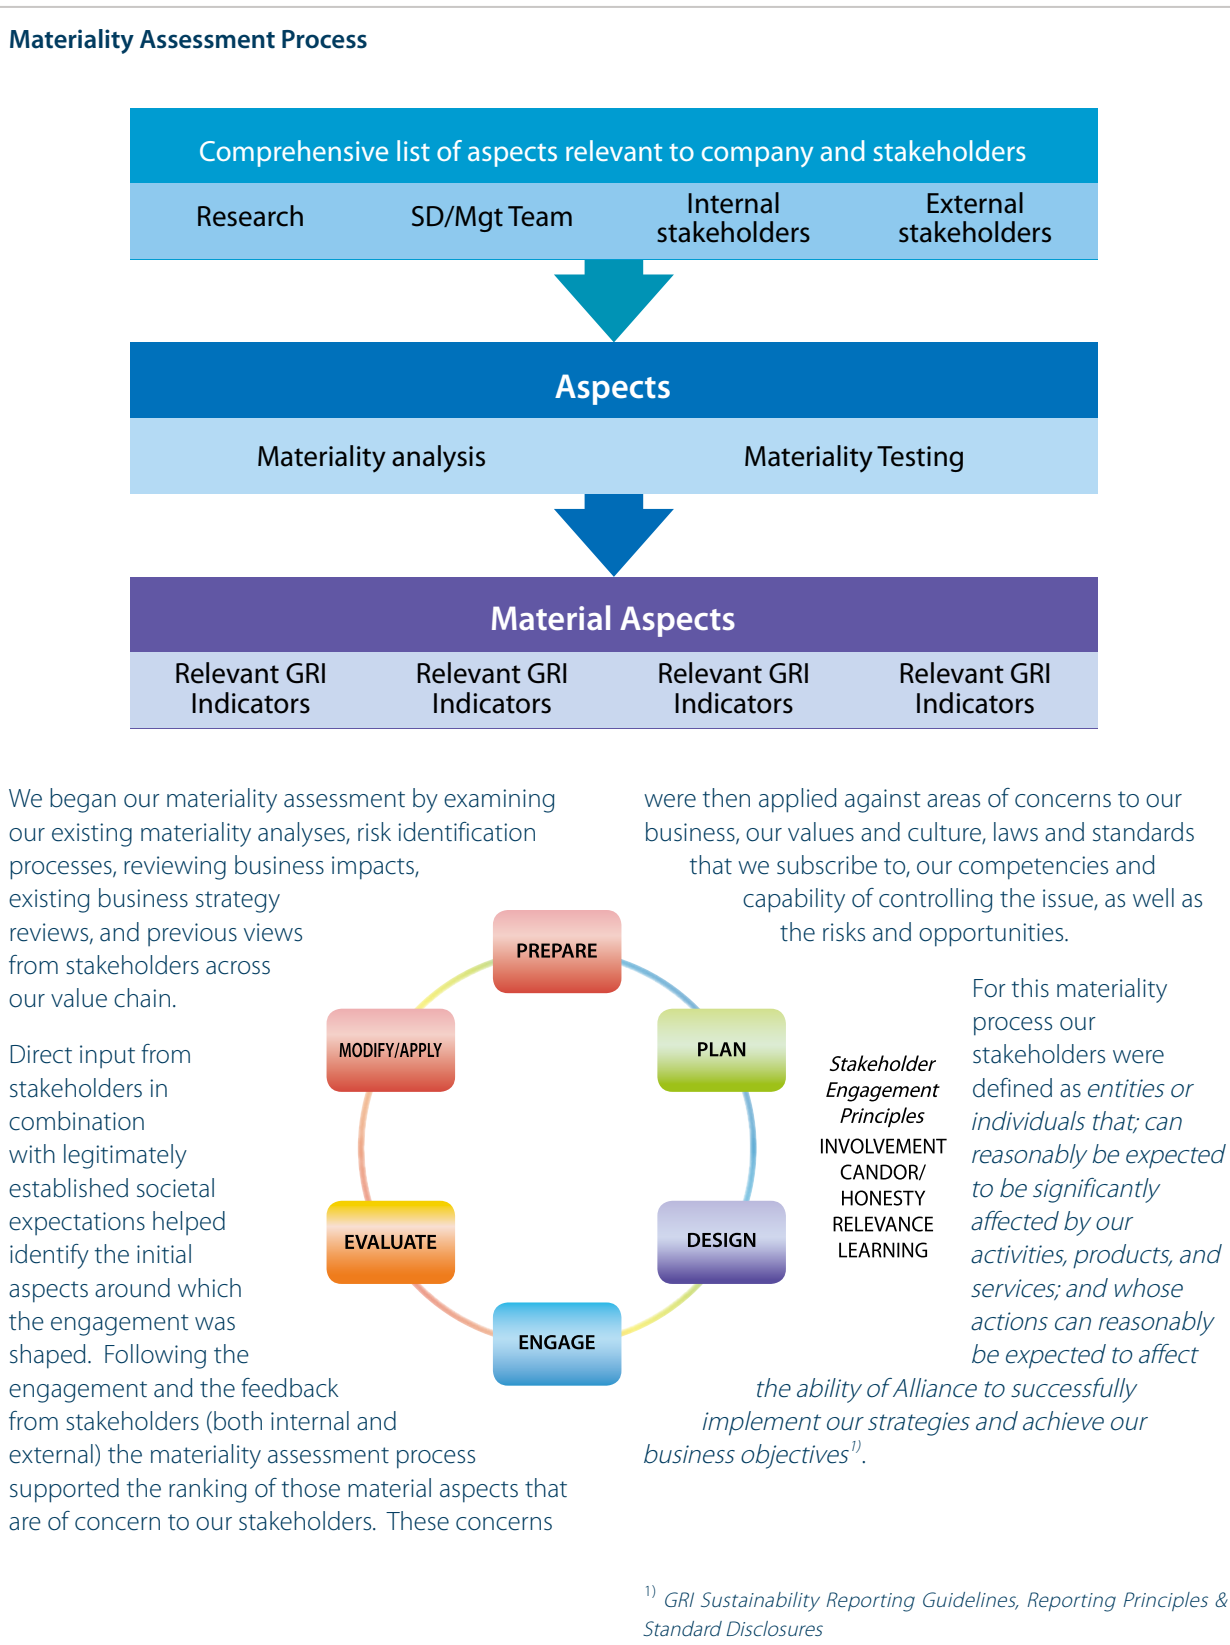 Materiality Assessment Process
Comprehensive list of aspects relevant to company and stakeholders
Research
SD/Mgt Team
Internal
stakeholders
External
stakeholders
Aspects
Materiality analysis
Materiality Testing
Material Aspects
Relevant GRI
Indicators
Relevant GRI
Indicators
Relevant GRI
Indicators
Relevant GRI
Indicators
We began our materiality assessment by examining
our existing materiality analyses, risk identification
processes, reviewing business impacts,
existing business strategy
reviews, and previous views
from stakeholders across
our value chain.
Direct input from
stakeholders in
combination
with legitimately
established societal
expectations helped
identify the initial
aspects around which
the engagement was
shaped. Following the
engagement and the feedback
from stakeholders (both internal and
external) the materiality assessment process
supported the ranking of those material aspects that
are of concern to our stakeholders. These concerns
PREPARE
PLAN
DESIGN
ENGAGE
EVALUATE
MODIFY/APPLY
Stakeholder
Engagement
Principles
INVOLVEMENT
CANDOR/
HONESTY
RELEVANCE
LEARNING
were then applied against areas of concerns to our
business, our values and culture, laws and standards
that we subscribe to, our competencies and
capability of controlling the issue, as well as
the risks and opportunities.
For this materiality
process our
stakeholders were
defined as entities or
individuals that; can
reasonably be expected
to be significantly
affected by our
activities, products, and
services; and whose
actions can reasonably
be expected to affect
the ability of Alliance to successfully
implement our strategies and achieve our
business objectives1).
1) GRI Sustainability Reporting Guidelines, Reporting Principles &
Standard Disclosures